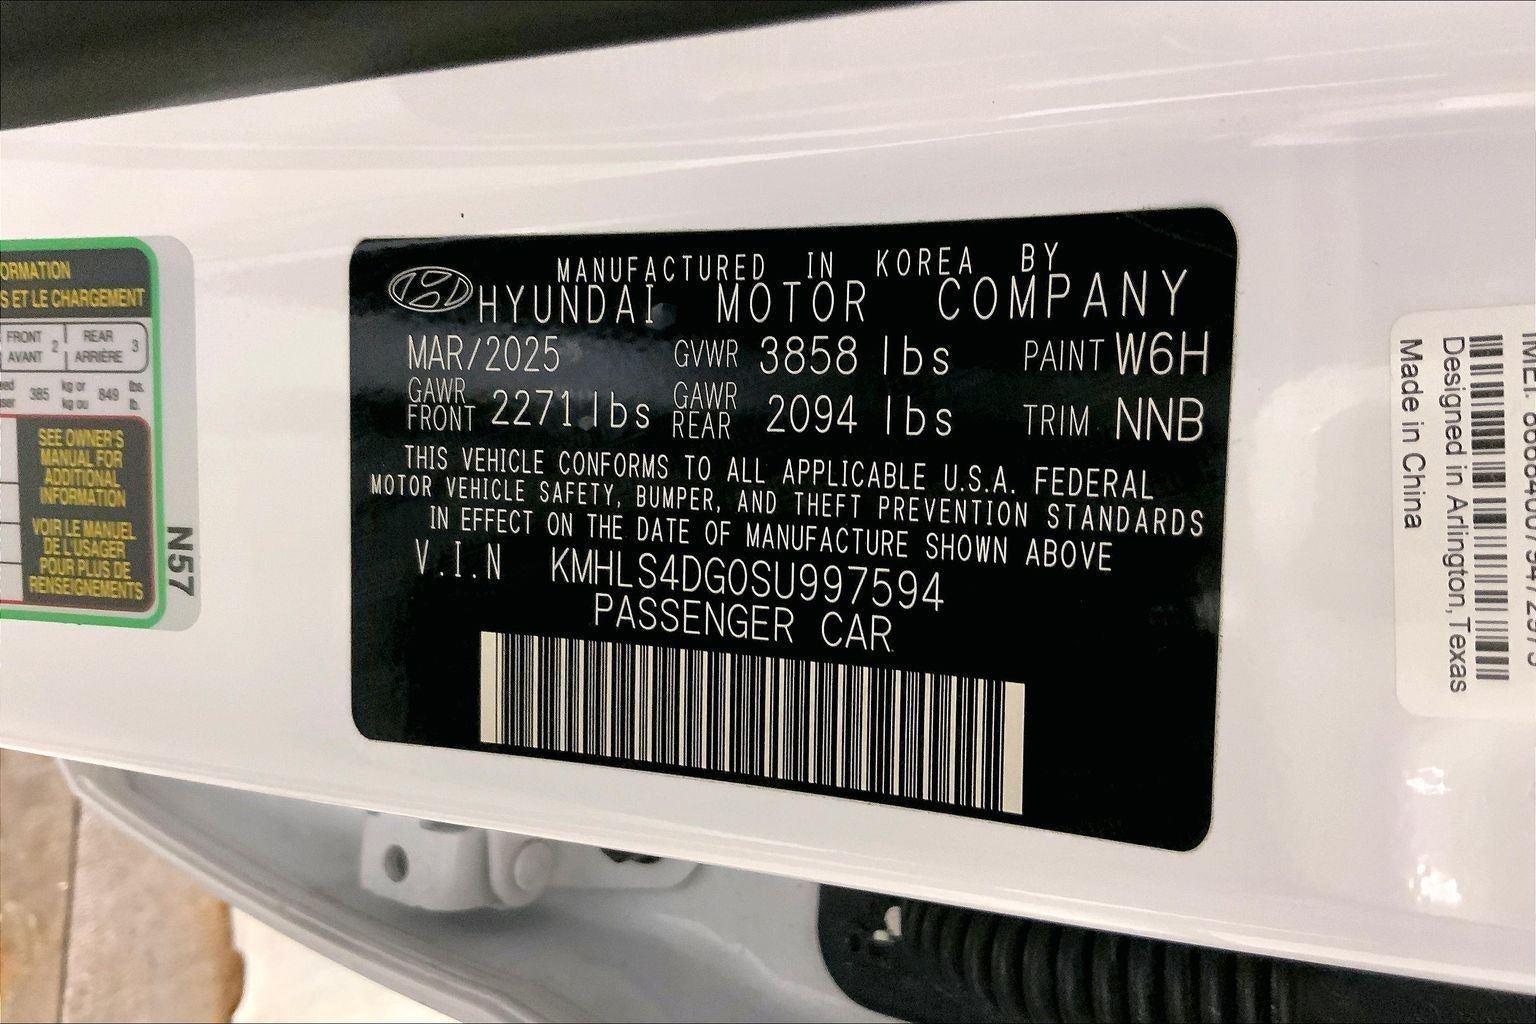 ORMATION
S ET LE CHARGEMENT
FRONT
AVANT 2
REAR
ARRIÈRE 3
385 kg or
kg ou 849 lbs.
lb.
SEE OWNER'S
MANUAL FOR
ADDITIONAL
INFORMATION
VOIR LE MANUEL
DE L'USAGER
POUR PLUS DE
RENSEIGNEMENTS
N57
MANUFACTURED IN KOREA BY
HYUNDAI MOTOR COMPANY
MAR/2025 GVWR 3858 lbs PAINT W6H
GAWR
FRONT 2271 lbs GAWR
REAR 2094 lbs TRIM NNB
THIS VEHICLE CONFORMS TO ALL APPLICABLE U.S.A. FEDERAL
MOTOR VEHICLE SAFETY, BUMPER, AND THEFT PREVENTION STANDARDS
IN EFFECT ON THE DATE OF MANUFACTURE SHOWN ABOVE
V.I.N KMHLS4DG0SU997594
PASSENGER CAR
Designed in Arlington, Texas
Made in China